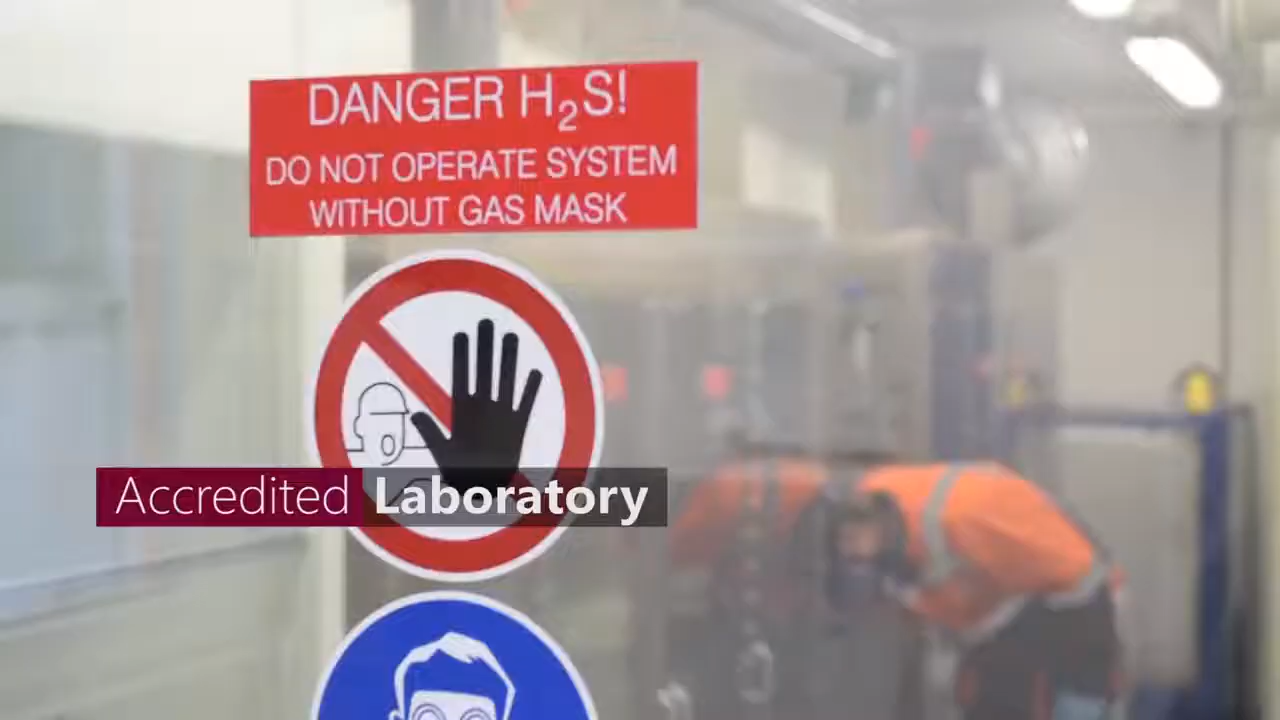 DANGER H₂S!
DO NOT OPERATE SYSTEM
WITHOUT GAS MASK
Accredited Laboratory